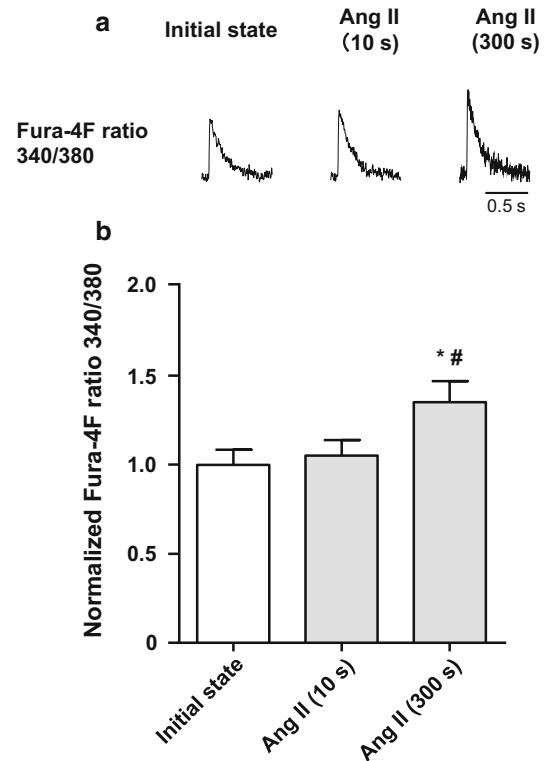 a
Initial state
Ang II
（10 s)
Ang II
(300 s)
Fura-4F ratio
340/380
0.5 s
b
Normalized Fura-4F ratio 340/380
2.0
1.5
* #
1.0
0.5
0
Initial state
Ang II (10 s)
Ang II (300 s)